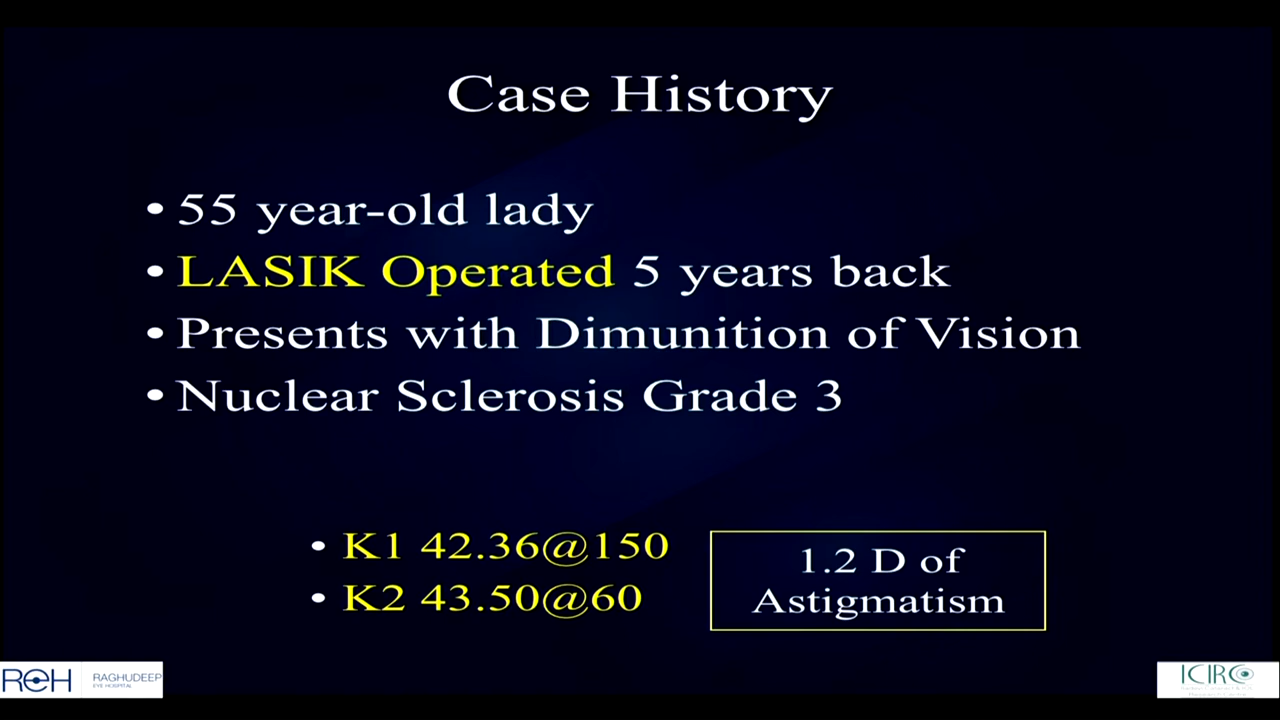 Case History
• 55 year-old lady
• LASIK Operated 5 years back
• Presents with Dimunition of Vision
• Nuclear Sclerosis Grade 3
• K1 42.36@150
• K2 43.50@60
1.2 D of
Astigmatism
REH
RAGHUDEEP
EYE HOSPITAL
ICIRC